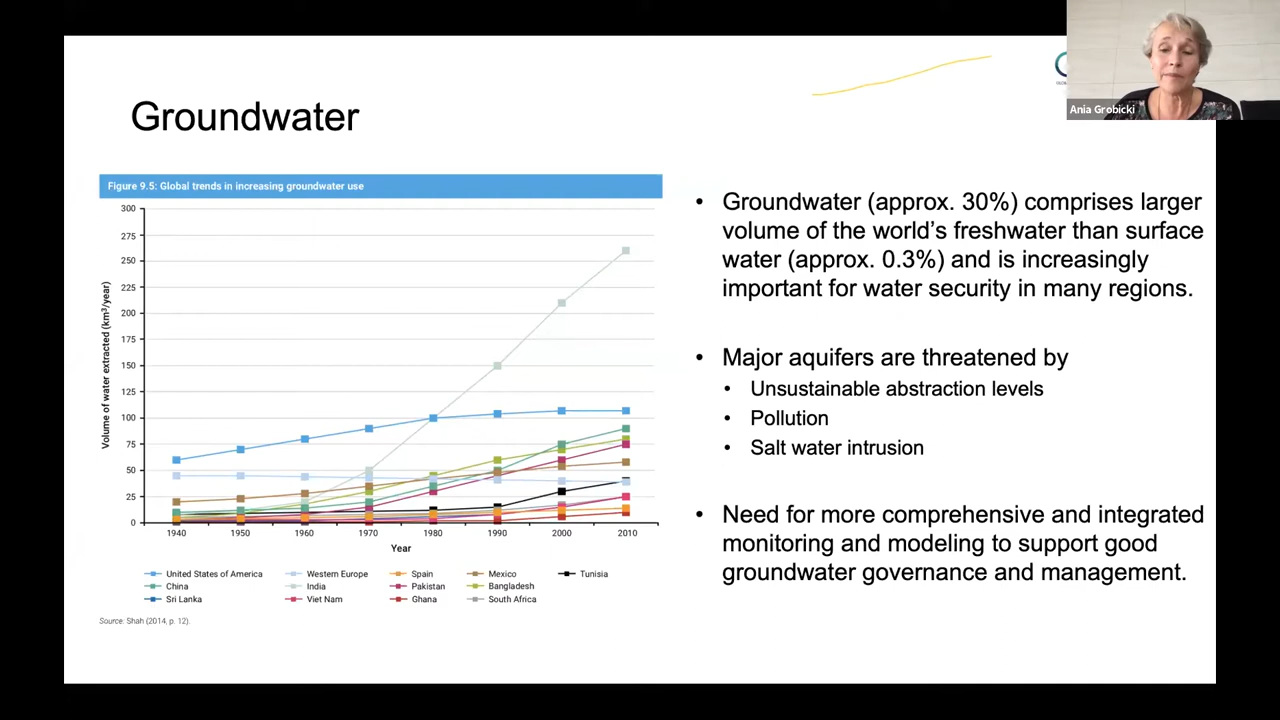 Ania Grobicki
Groundwater
Figure 9.5: Global trends in increasing groundwater use
300
275
250
225
200
175
150
125
100
75
50
25
0
Volume of water extracted (km³/year)
1940 1950 1960 1970 1980 1990 2000 2010
Year
United States of America Western Europe Spain Mexico Tunisia
China India Pakistan Bangladesh
Sri Lanka Viet Nam Ghana South Africa
Source: Shah (2014, p. 12).
• Groundwater (approx. 30%) comprises larger
volume of the world's freshwater than surface
water (approx. 0.3%) and is increasingly
important for water security in many regions.
• Major aquifers are threatened by
• Unsustainable abstraction levels
• Pollution
• Salt water intrusion
• Need for more comprehensive and integrated
monitoring and modeling to support good
groundwater governance and management.